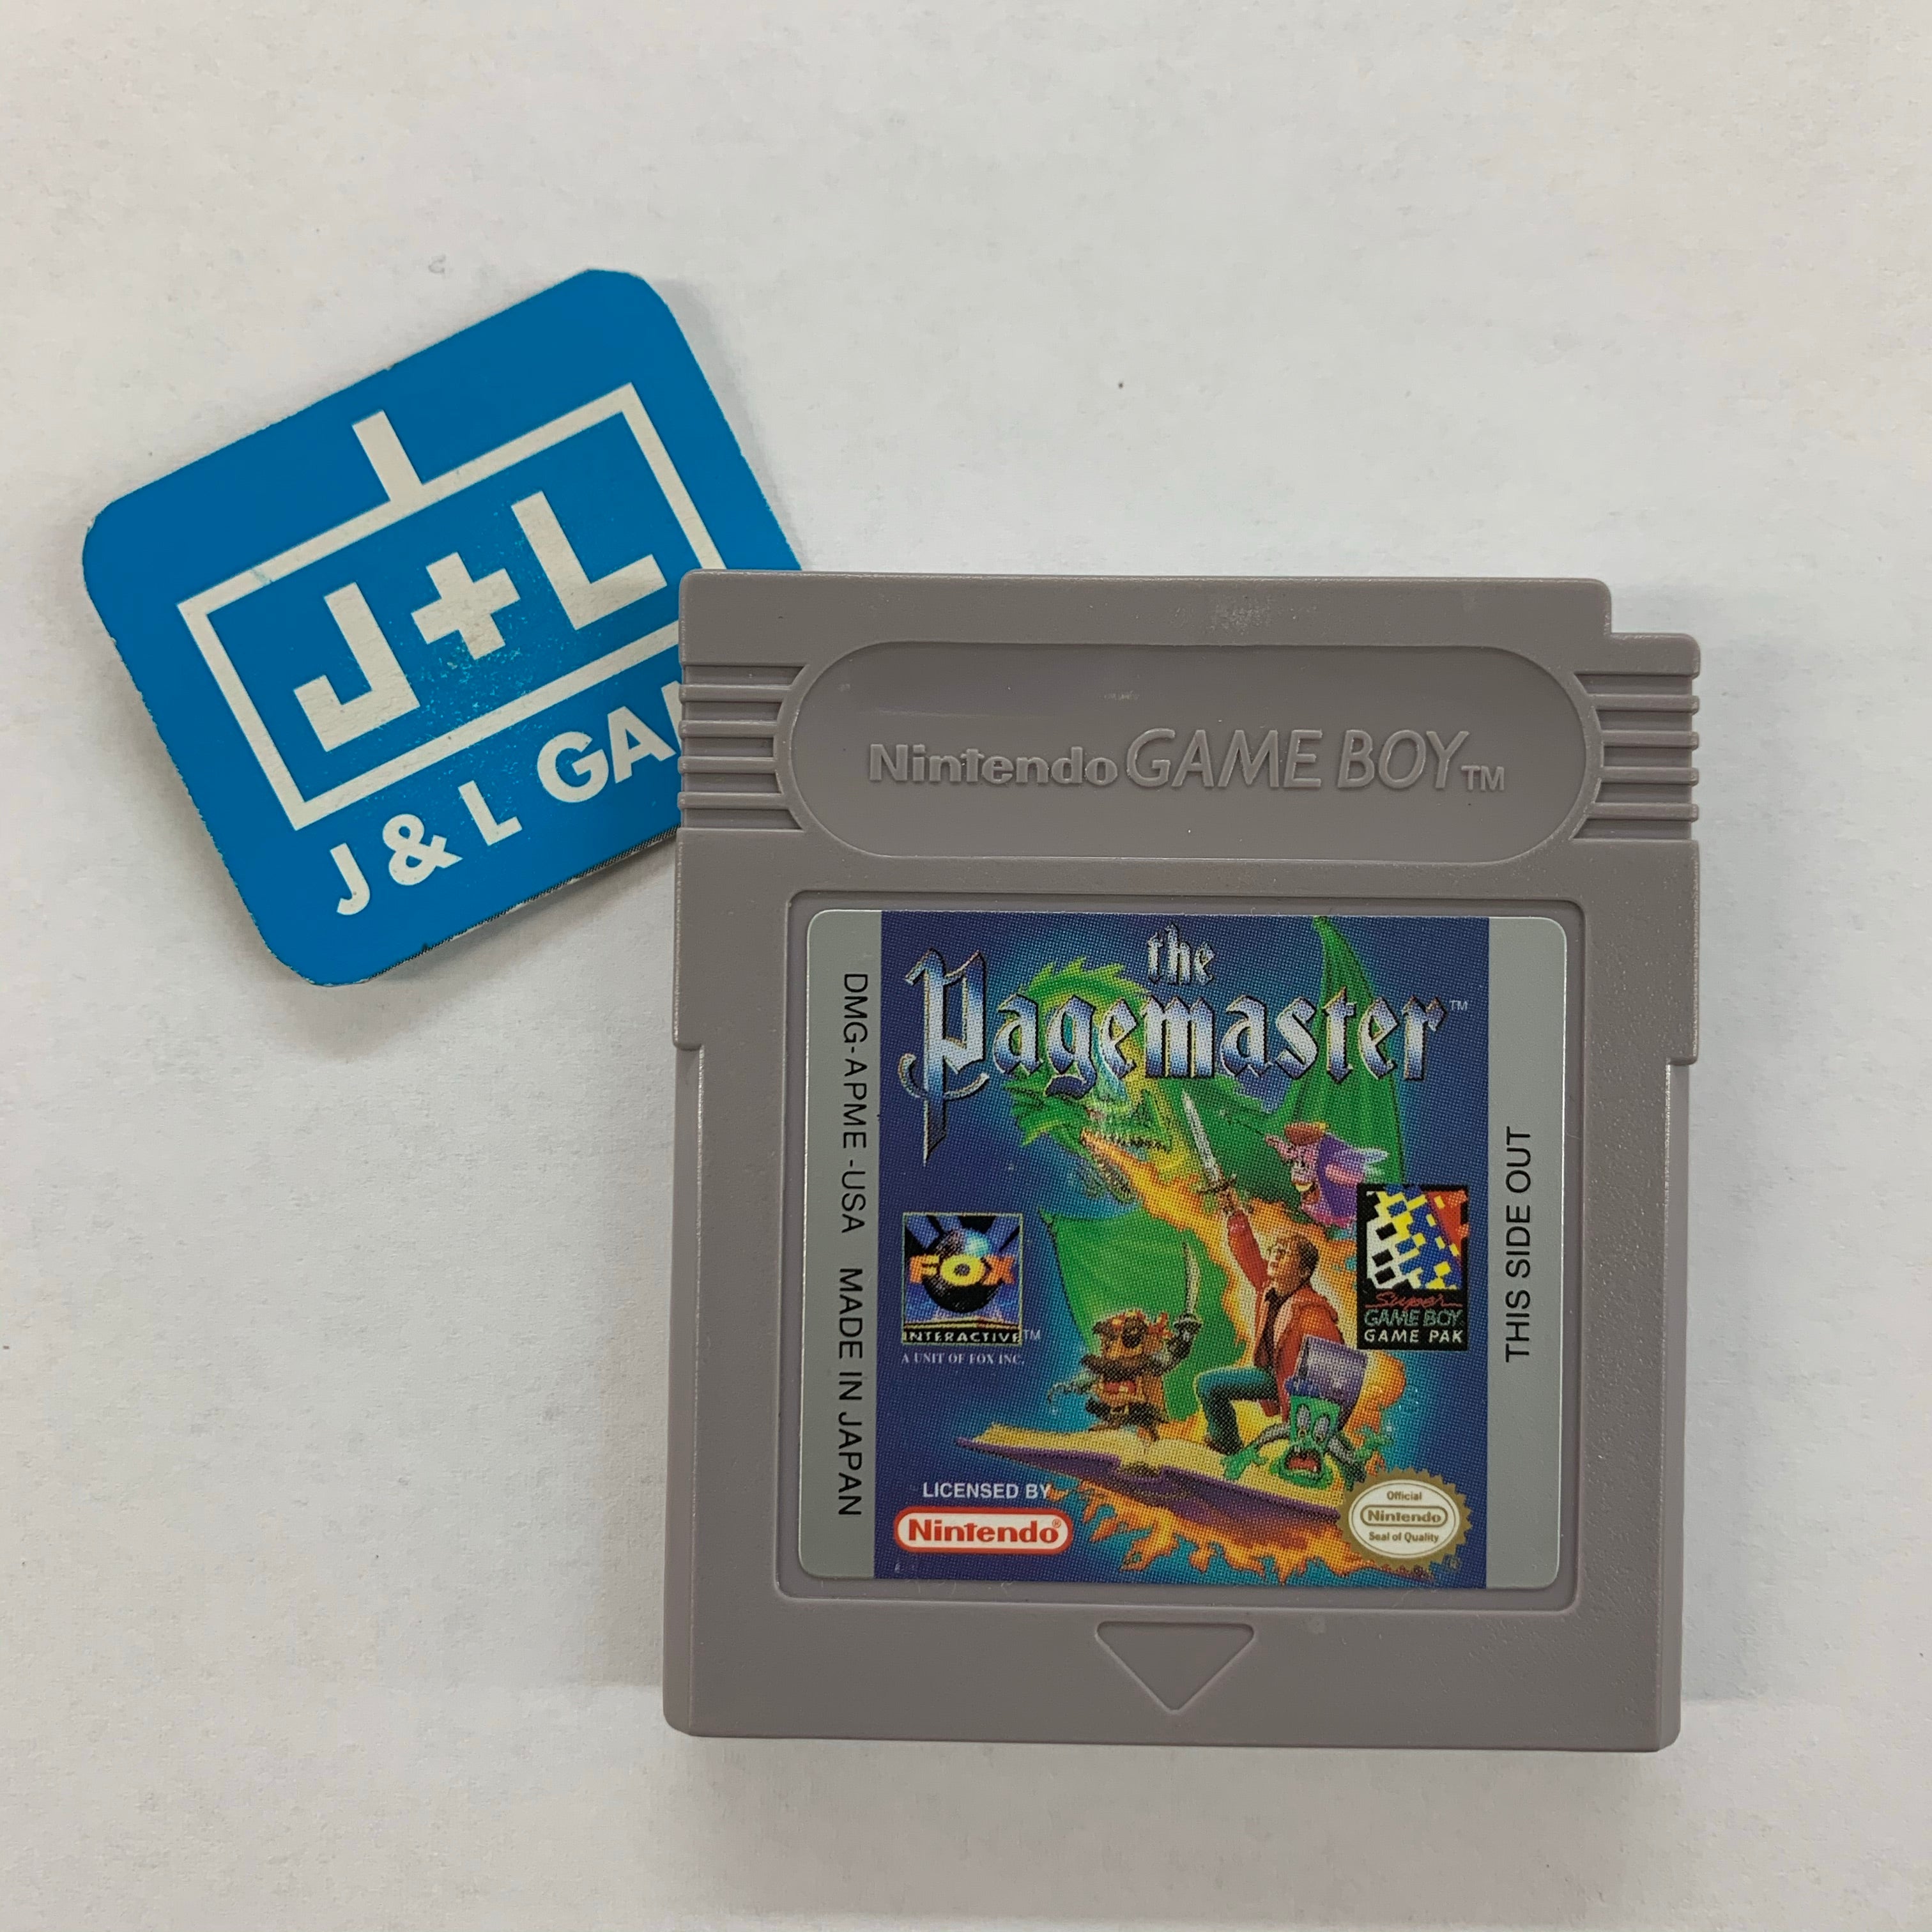 J+L
J & L GA
Nintendo GAME BOY™
the
Pagemaster™
DMG-APME-USA MADE IN JAPAN
THIS SIDE OUT
FOX
INTERACTIVE™
A UNIT OF FOX INC.
Super
GAME BOY
GAME PAK
LICENSED BY
Nintendo®
Official
Nintendo
Seal of Quality